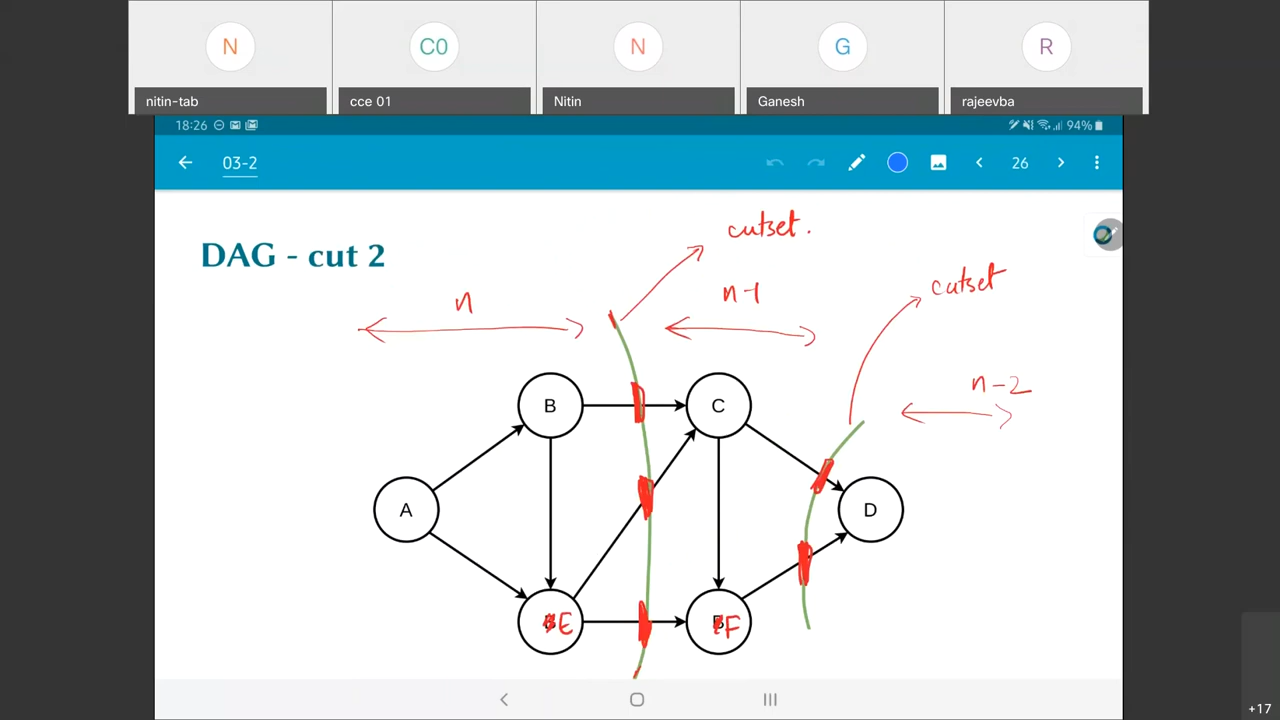 N
C0
N
G
R
nitin-tab
cce 01
Nitin
Ganesh
rajeevba
18:26
94%
03-2
26
DAG - cut 2
cutset.
cutset
n
n-1
n-2
B
C
A
D
E
F
+17